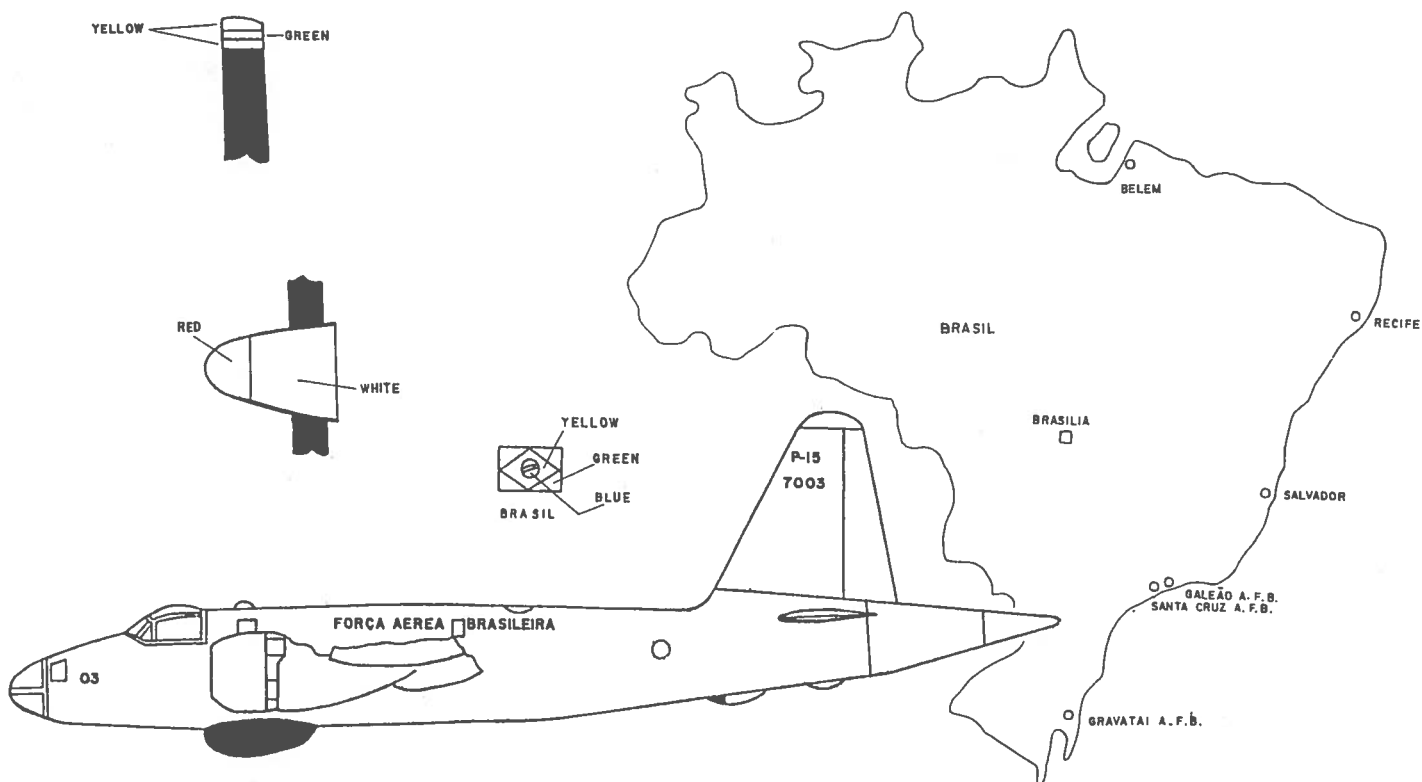 YELLOW
GREEN
BELEM
RED
WHITE
BRASIL
RECIFE
BRASILIA
YELLOW
GREEN
BLUE
BRASIL
P-15
7003
SALVADOR
GALEÃO A.F.B.
SANTA CRUZ A.F.B.
FORÇA AEREA BRASILEIRA
03
GRAVATAI A.F.B.